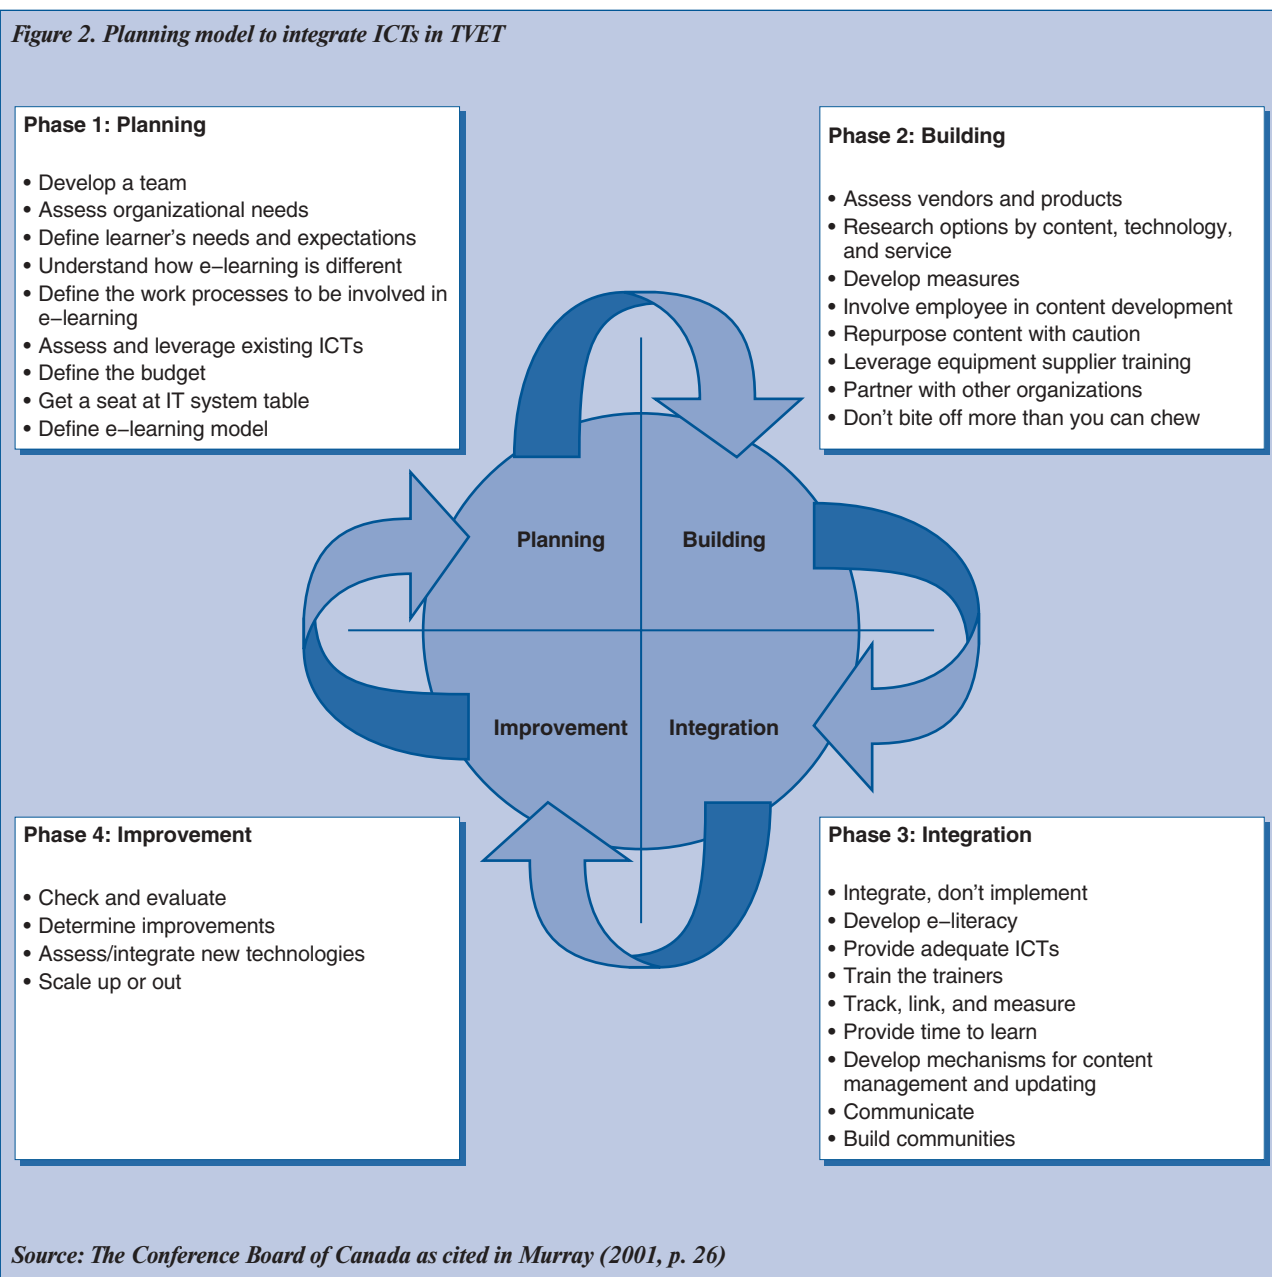 Figure 2. Planning model to integrate ICTs in TVET
Phase 1: Planning
• Develop a team
• Assess organizational needs
• Define learner's needs and expectations
• Understand how e–learning is different
• Define the work processes to be involved in
e–learning
• Assess and leverage existing ICTs
• Define the budget
• Get a seat at IT system table
• Define e–learning model
Phase 2: Building
• Assess vendors and products
• Research options by content, technology,
and service
• Develop measures
• Involve employee in content development
• Repurpose content with caution
• Leverage equipment supplier training
• Partner with other organizations
• Don't bite off more than you can chew
Planning
Building
Improvement
Integration
Phase 4: Improvement
• Check and evaluate
• Determine improvements
• Assess/integrate new technologies
• Scale up or out
Phase 3: Integration
• Integrate, don't implement
• Develop e–literacy
• Provide adequate ICTs
• Train the trainers
• Track, link, and measure
• Provide time to learn
• Develop mechanisms for content
management and updating
• Communicate
• Build communities
Source: The Conference Board of Canada as cited in Murray (2001, p. 26)